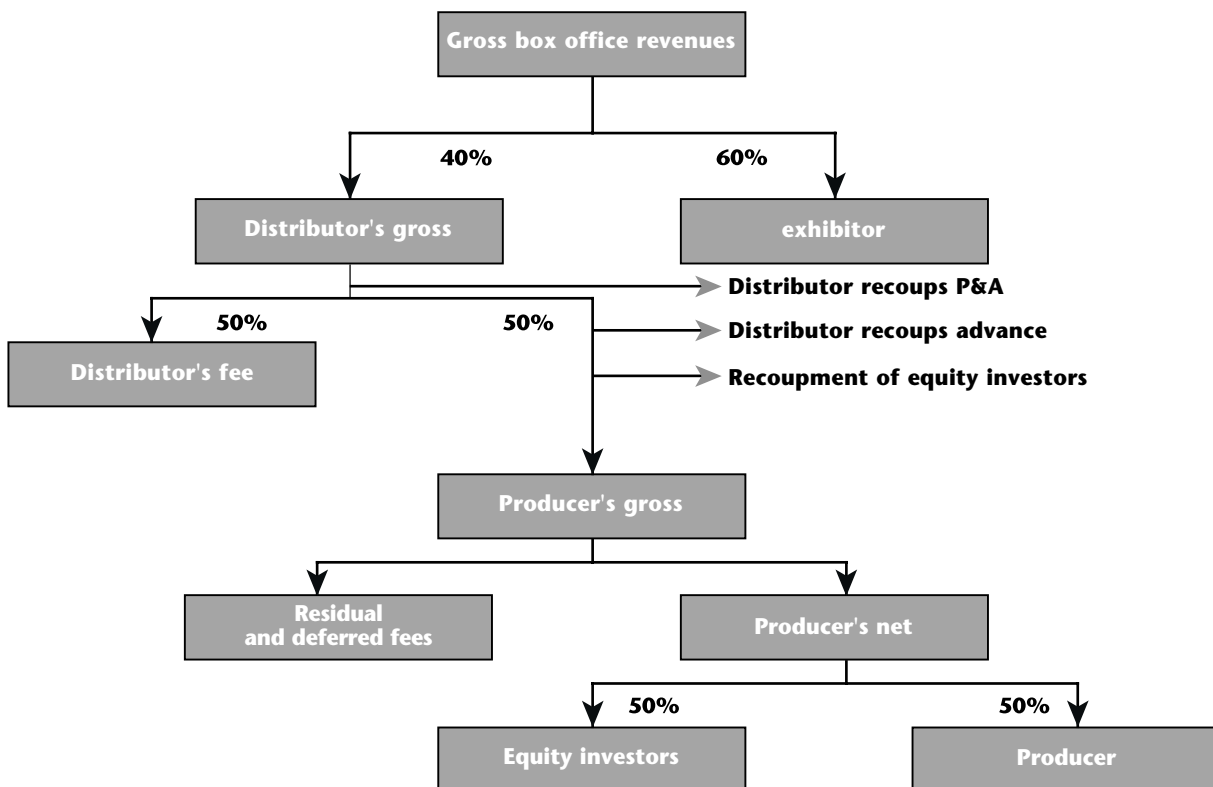 Gross box office revenues
40%
60%
Distributor's gross
exhibitor
Distributor recoups P&A
50%
50%
Distributor recoups advance
Distributor's fee
Recoupment of equity investors
Producer's gross
Residual
and deferred fees
Producer's net
50%
50%
Equity investors
Producer